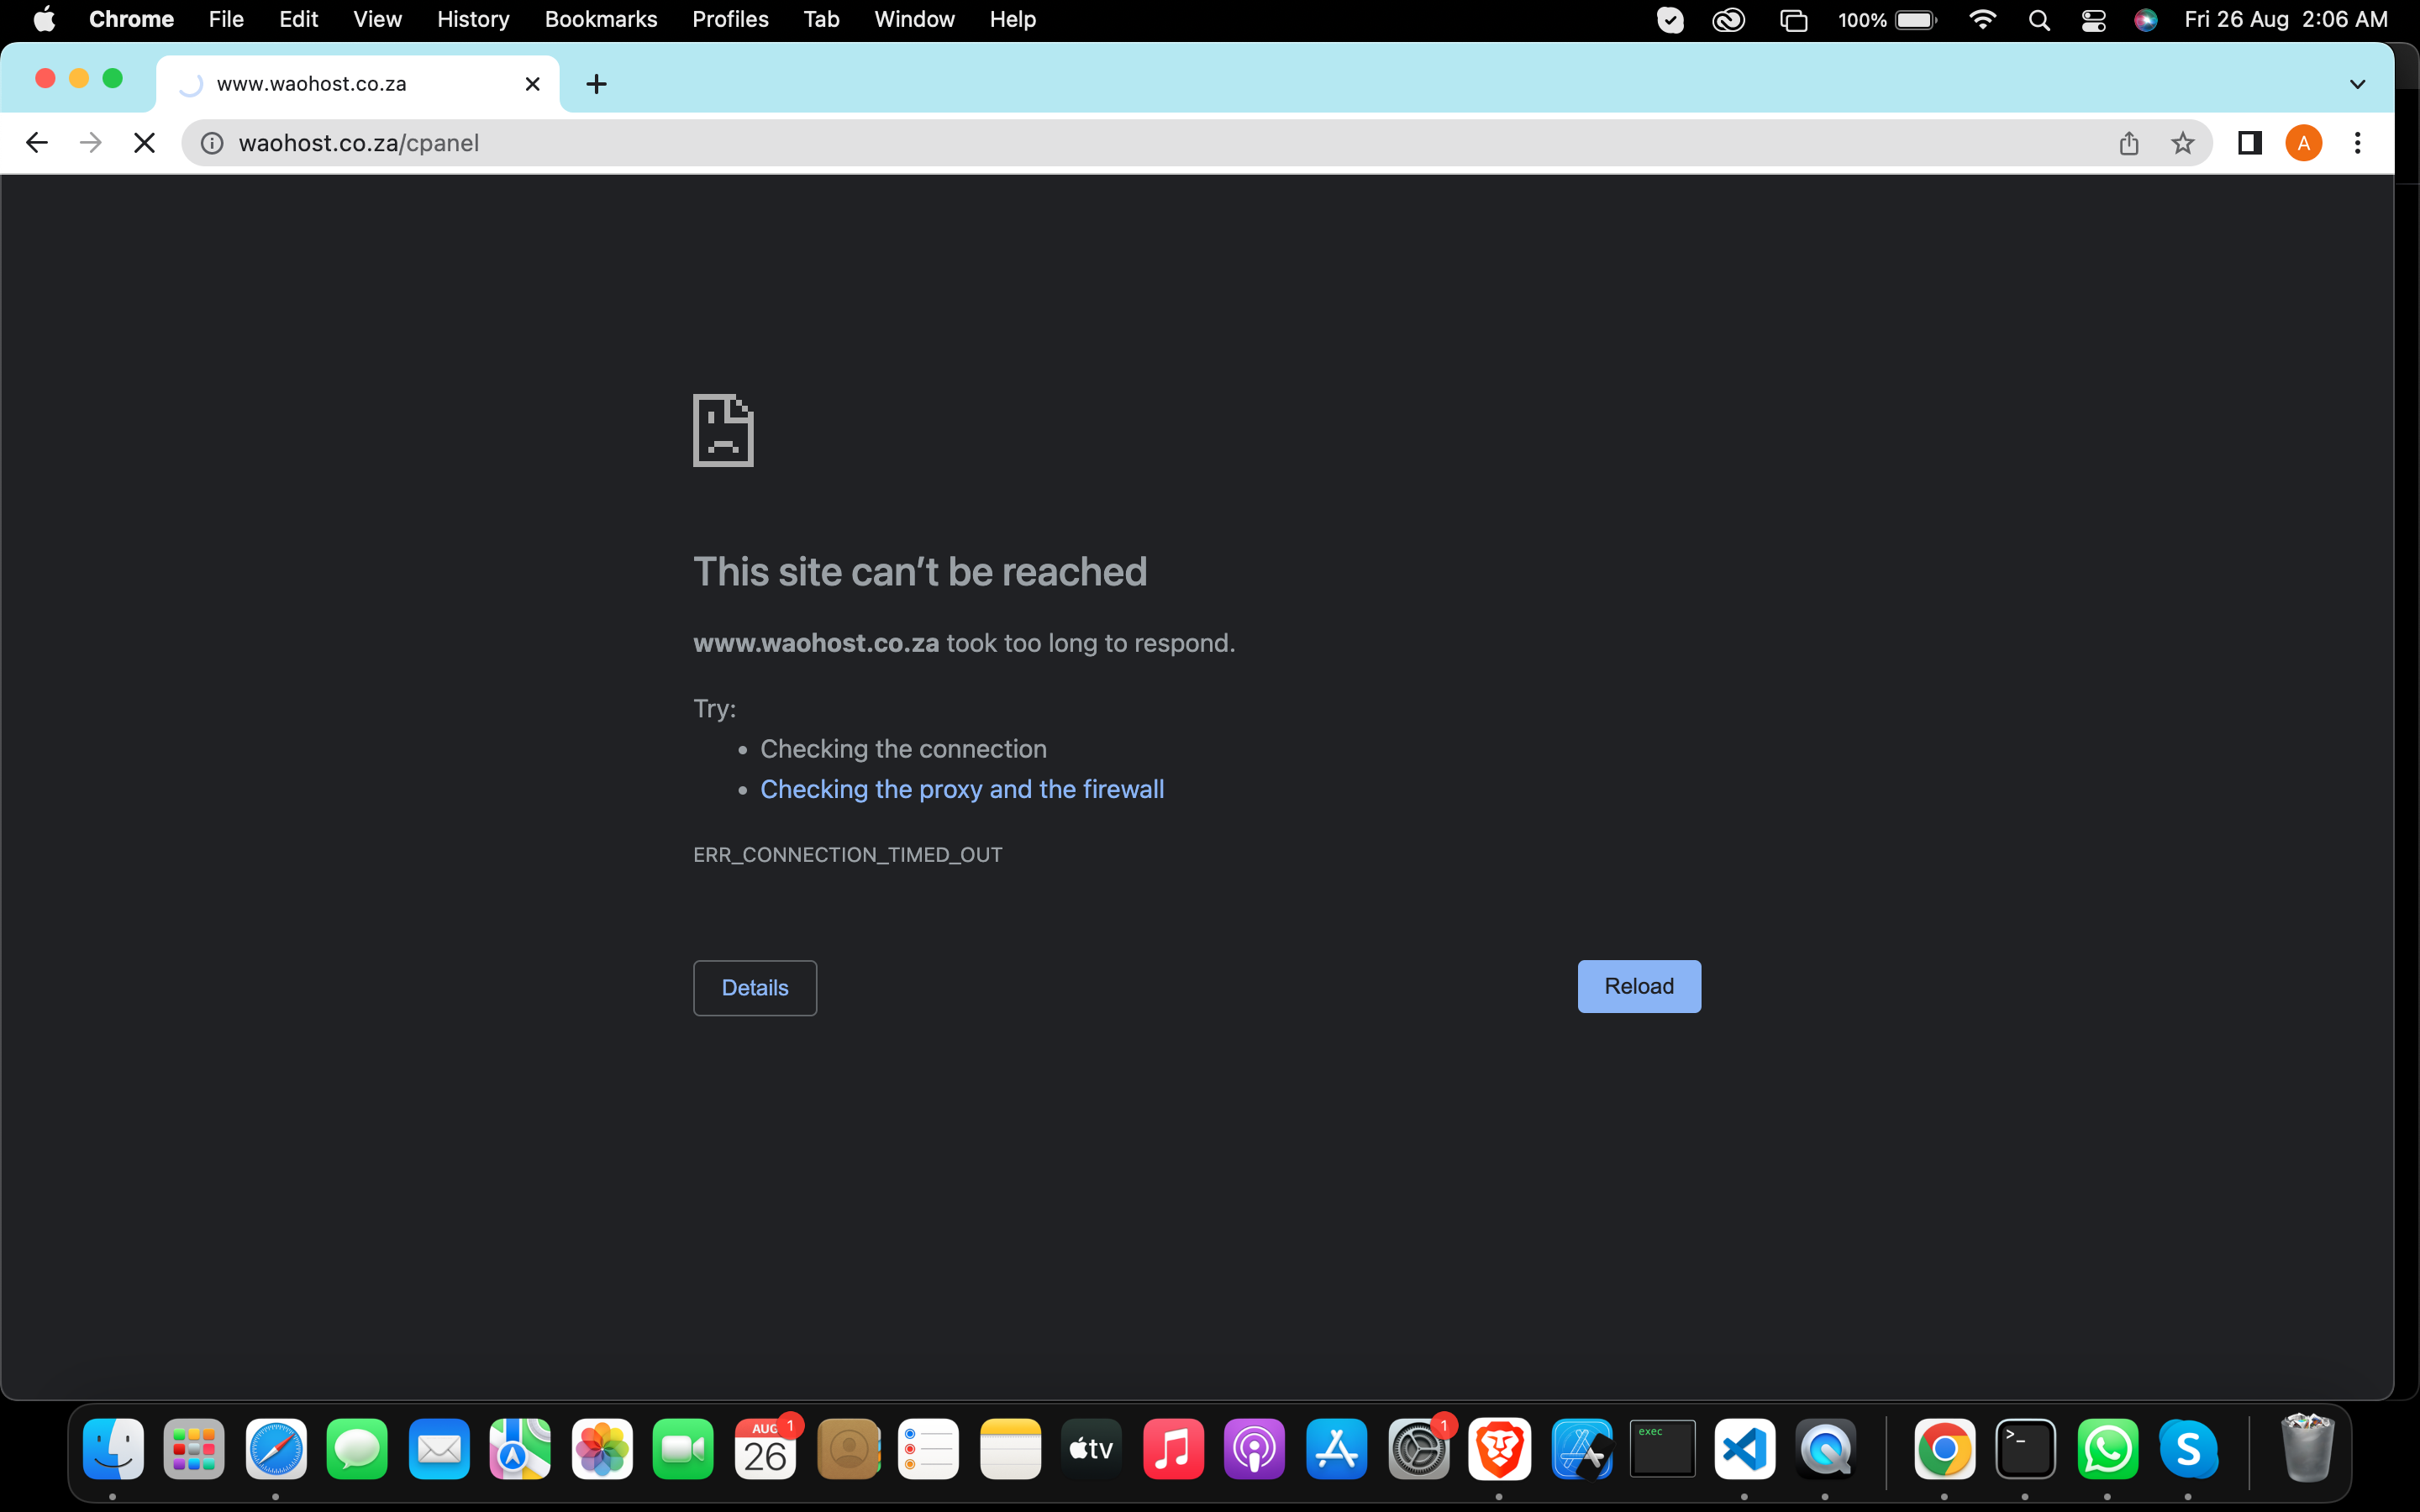 Chrome File Edit View History Bookmarks Profiles Tab Window Help 100% Fri 26 Aug 2:06 AM
www.waohost.co.za
waohost.co.za/cpanel
A
This site can’t be reached
www.waohost.co.za took too long to respond.
Try:
• Checking the connection
• Checking the proxy and the firewall
ERR_CONNECTION_TIMED_OUT
Details Reload
AUG 1 26 tv 1 exec >_ S